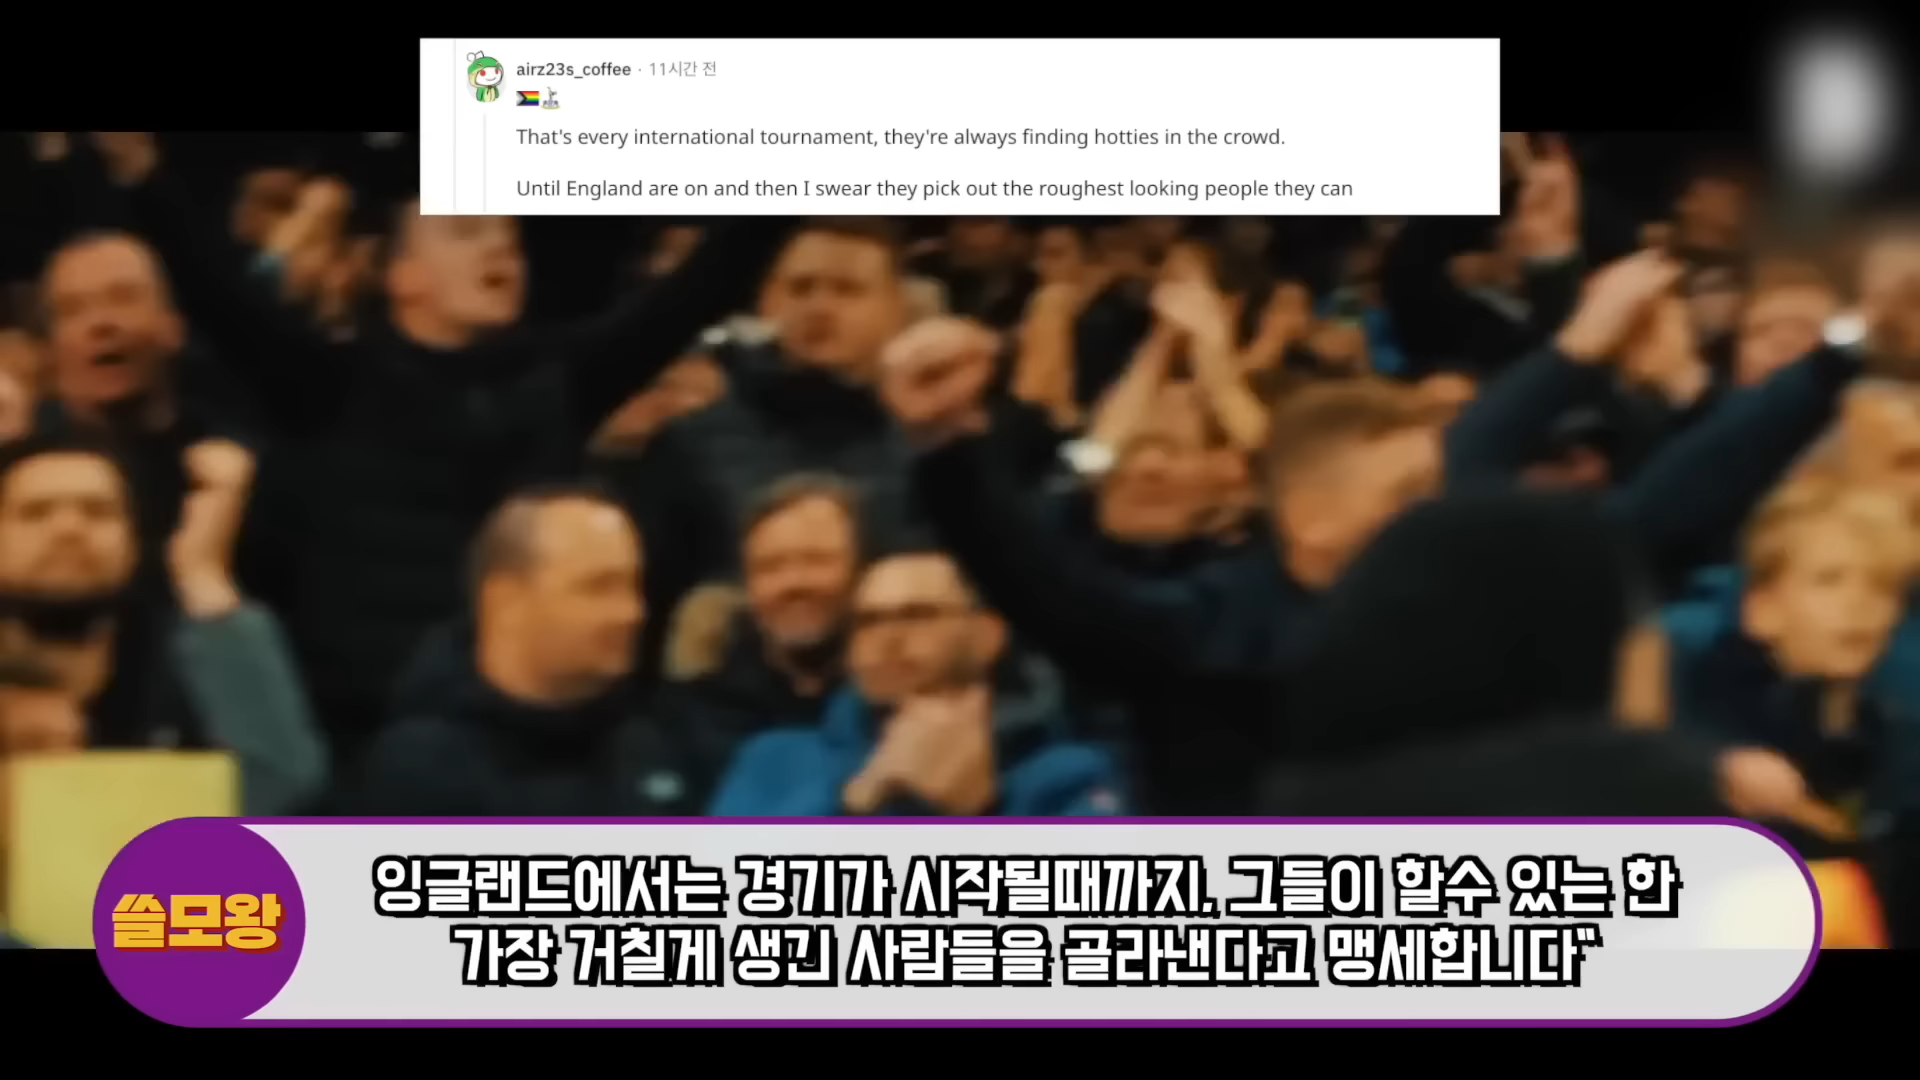 airz23s_coffee · 11시간 전
That's every international tournament, they're always finding hotties in the crowd.
Until England are on and then I swear they pick out the roughest looking people they can
쓸모왕
잉글랜드에서는 경기가 시작될때까지, 그들이 할수 있는 한
가장 거칠게 생긴 사람들을 골라낸다고 맹세합니다"